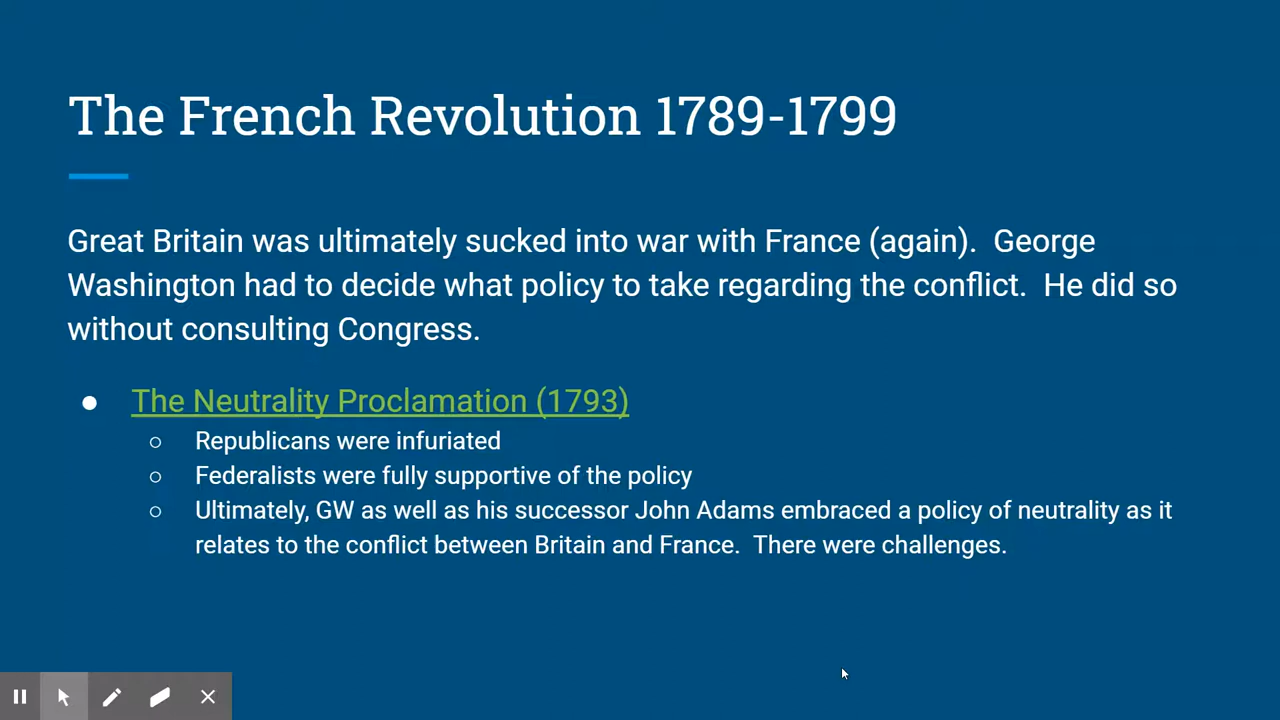 The French Revolution 1789-1799
Great Britain was ultimately sucked into war with France (again).  George
Washington had to decide what policy to take regarding the conflict.  He did so
without consulting Congress.
● The Neutrality Proclamation (1793)
○ Republicans were infuriated
○ Federalists were fully supportive of the policy
○ Ultimately, GW as well as his successor John Adams embraced a policy of neutrality as it
relates to the conflict between Britain and France.  There were challenges.